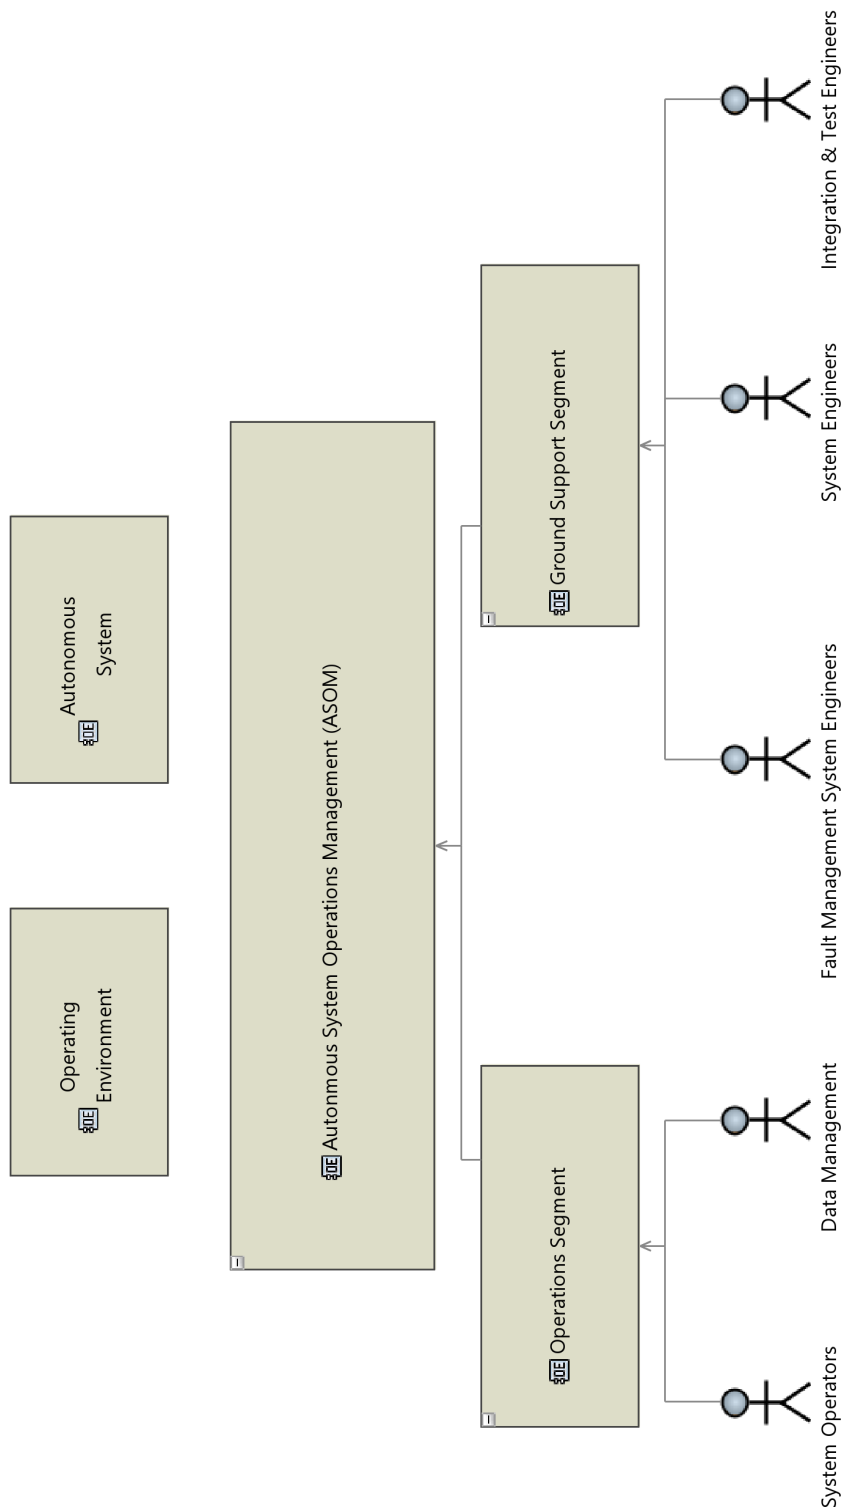 Operating
Environment
Autonomous
System
Autonmous System Operations Management (ASOM)
Operations Segment
Ground Support Segment
System Operators
Data Management
Fault Management System Engineers
System Engineers
Integration & Test Engineers